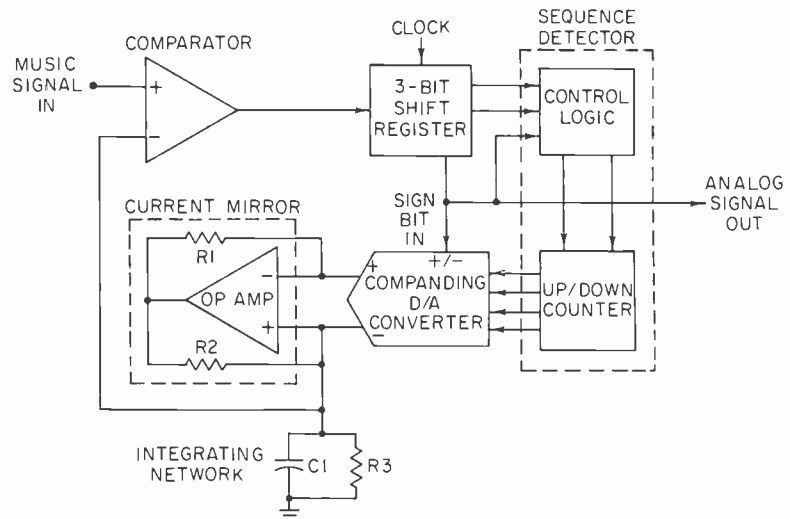 SEQUENCE
DETECTOR
CLOCK
COMPARATOR
MUSIC
SIGNAL
IN
+
−
3-BIT
SHIFT
REGISTER
CONTROL
LOGIC
ANALOG
SIGNAL
OUT
SIGN
BIT
IN
CURRENT MIRROR
R1
−
OP AMP
+
R2
+/−
+
COMPANDING
D/A
CONVERTER
−
UP/DOWN
COUNTER
INTEGRATING
NETWORK
C1
R3